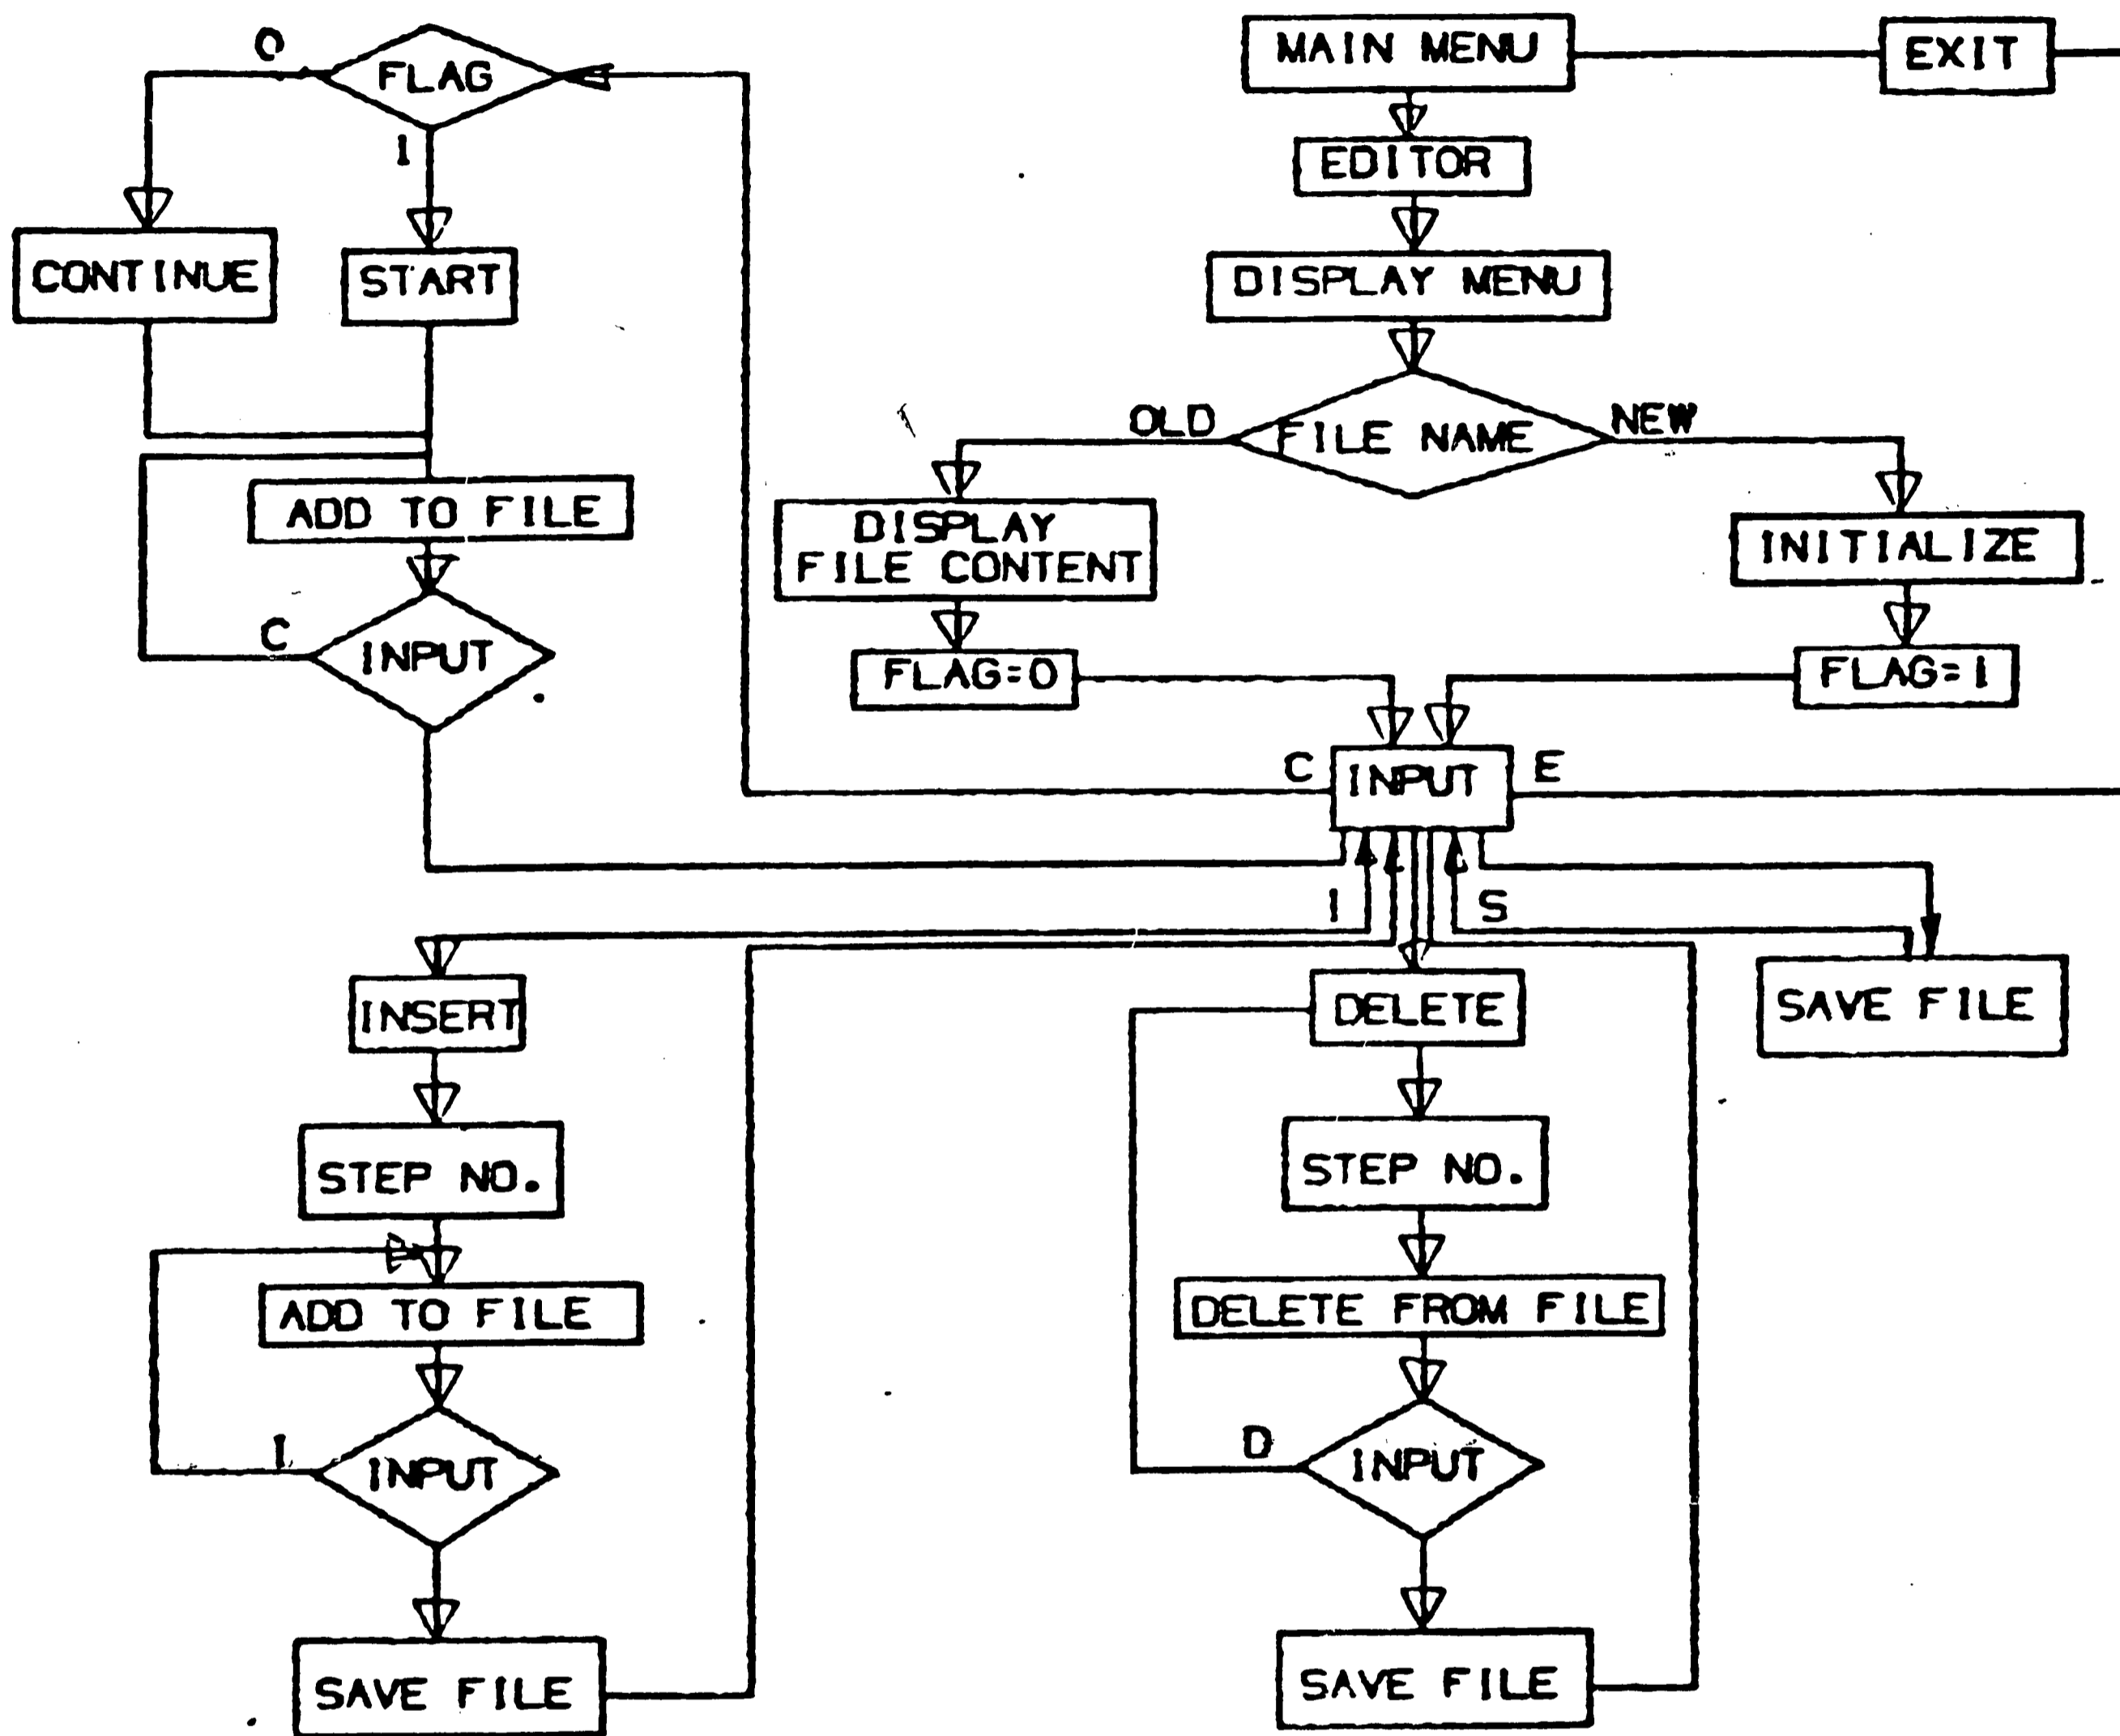 O
FLAG
MAIN MENU
EXIT
I
EDITOR
CONTINUE
START
DISPLAY MENU
OLD
FILE NAME
NEW
ADD TO FILE
DISPLAY
FILE CONTENT
INITIALIZE
C
INPUT
FLAG=0
FLAG=1
C
INPUT
E
I
S
INSERT
DELETE
SAVE FILE
STEP NO.
STEP NO.
ADD TO FILE
DELETE FROM FILE
I
INPUT
D
INPUT
SAVE FILE
SAVE FILE